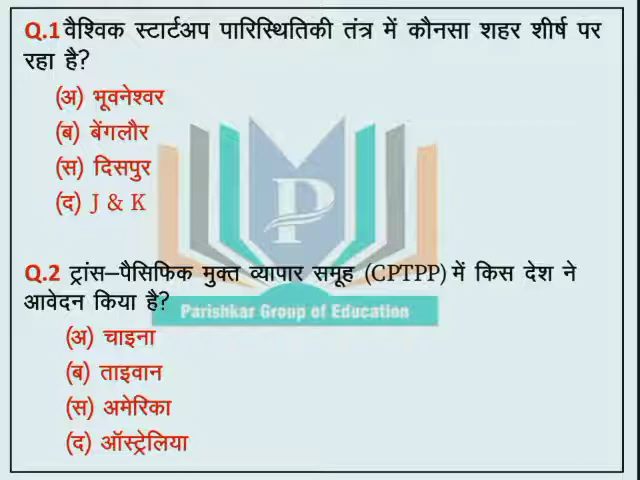 Q.1 वैश्विक स्टार्टअप पारिस्थितिकी तंत्र में कौनसा शहर शीर्ष पर
रहा है?
(अ) भूवनेश्वर
(ब) बेंगलौर
(स) दिसपुर
(द) J & K
P
Q.2 ट्रांस–पैसिफिक मुक्त व्यापार समूह (CPTPP) में किस देश ने
आवेदन किया है?
Parishkar Group of Education
(अ) चाइना
(ब) ताइवान
(स) अमेरिका
(द) ऑस्ट्रेलिया